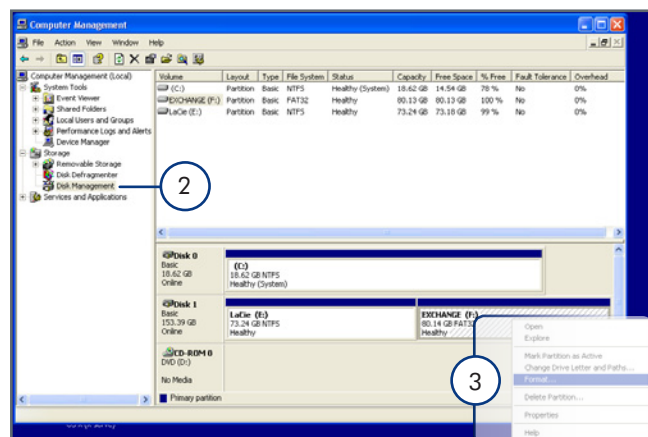 Computer Management
File Action View Window Help
Computer Management (Local)
System Tools
Event Viewer
Shared Folders
Local Users and Groups
Performance Logs and Alerts
Device Manager
Storage
Removable Storage
Disk Defragmenter
Disk Management
Services and Applications
2
Volume Layout Type File System Status Capacity Free Space % Free Fault Tolerance Overhead
(C:) Partition Basic NTFS Healthy (System) 18.62 GB 14.54 GB 78 % No 0%
EXCHANGE (F:) Partition Basic FAT32 Healthy 80.13 GB 80.13 GB 100 % No 0%
LaCie (E:) Partition Basic NTFS Healthy 73.24 GB 73.18 GB 99 % No 0%
Disk 0
Basic
18.62 GB
Online
(C:)
18.62 GB NTFS
Healthy (System)
Disk 1
Basic
153.39 GB
Online
LaCie (E:)
73.24 GB NTFS
Healthy
EXCHANGE (F:)
80.14 GB FAT32
Healthy
CD-ROM 0
DVD (D:)
No Media
Primary partition
3
Open
Explore
Mark Partition as Active
Change Drive Letter and Paths...
Format...
Delete Partition...
Properties
Help